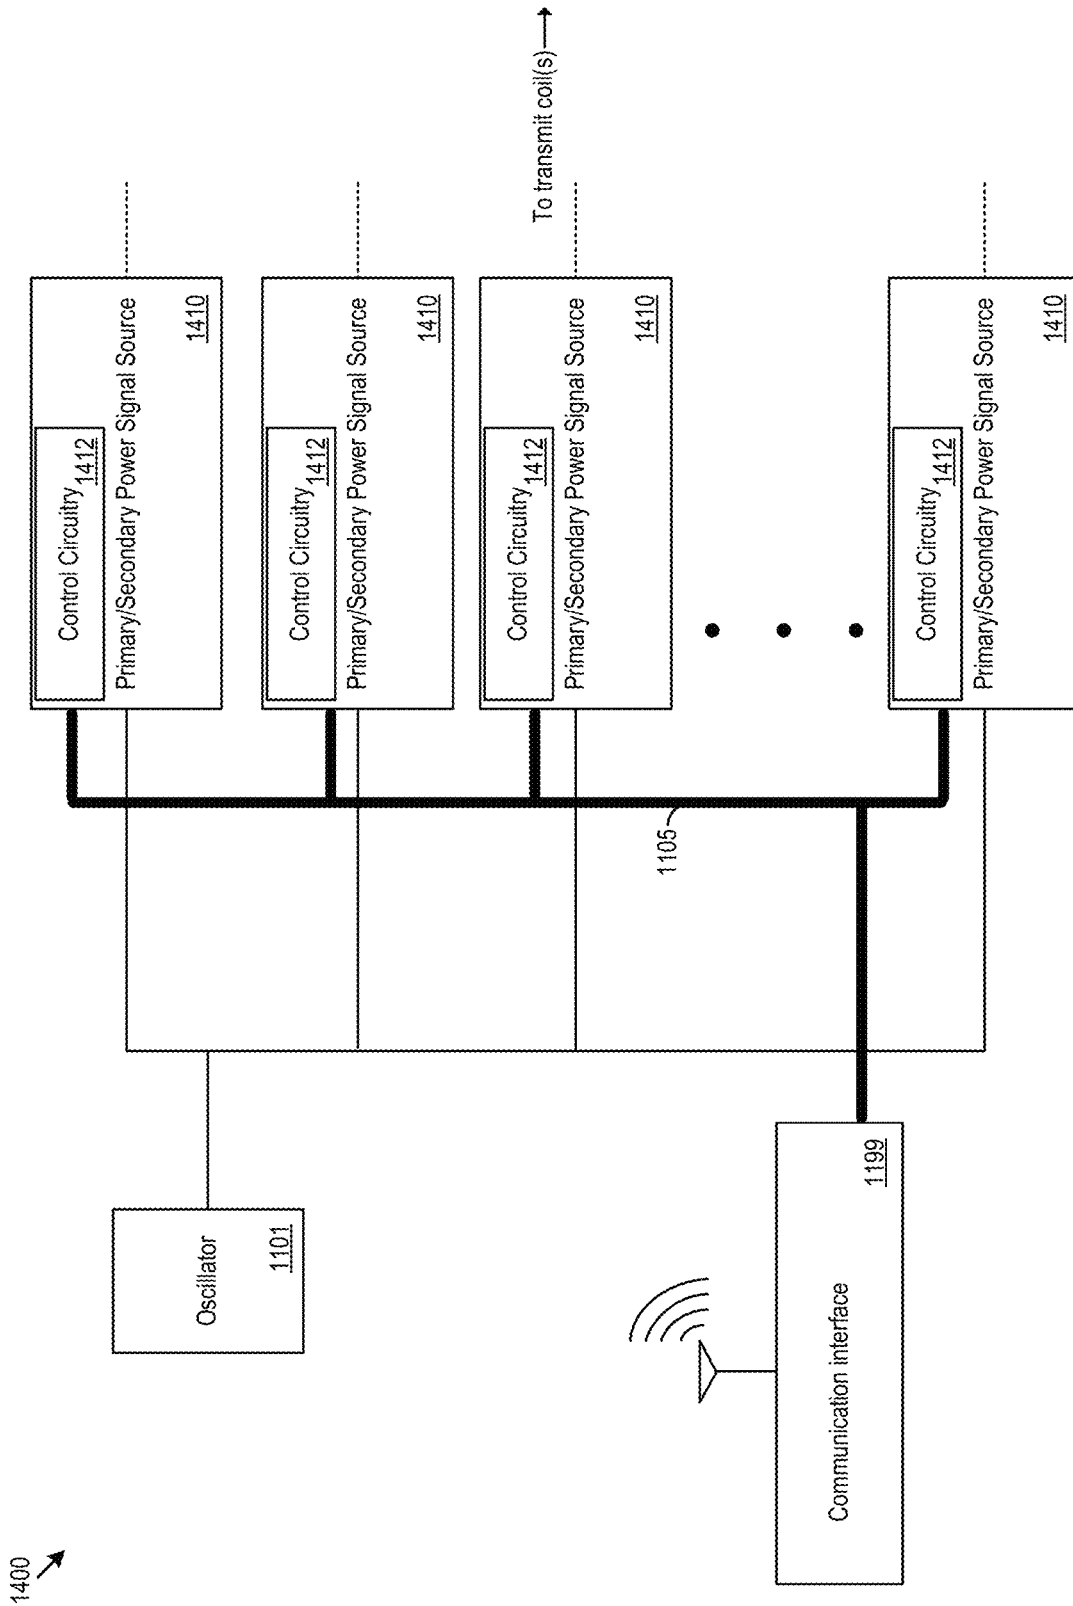 1400
Oscillator
1101
Communication interface
1199
1105
Control Circuitry
1412
Primary/Secondary Power Signal Source
1410
Control Circuitry
1412
Primary/Secondary Power Signal Source
1410
Control Circuitry
1412
Primary/Secondary Power Signal Source
1410
Control Circuitry
1412
Primary/Secondary Power Signal Source
1410
To transmit coil(s)